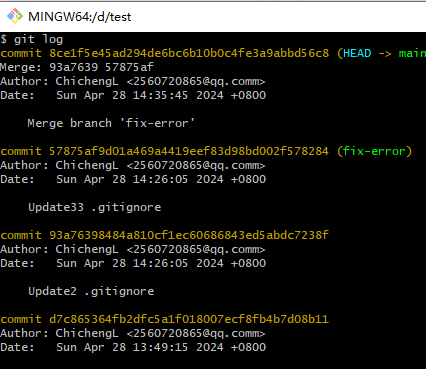 MINGW64:/d/test
$ git log
commit 8ce1f5e45ad294de6bc6b10b0c4fe3a9abbd56c8 (HEAD -> main
Merge: 93a7639 57875af
Author: ChichengL <2560720865@qq.comm>
Date:   Sun Apr 28 14:35:45 2024 +0800
Merge branch 'fix-error'
commit 57875af9d01a469a4419eef83d98bd002f578284 (fix-error)
Author: ChichengL <2560720865@qq.comm>
Date:   Sun Apr 28 14:26:05 2024 +0800
Update33 .gitignore
commit 93a76398484a810cf1ec60686843ed5abdc7238f
Author: ChichengL <2560720865@qq.comm>
Date:   Sun Apr 28 14:26:05 2024 +0800
Update2 .gitignore
commit d7c865364fb2dfc5a1f018007ecf8fb4b7d08b11
Author: ChichengL <2560720865@qq.comm>
Date:   Sun Apr 28 13:49:15 2024 +0800